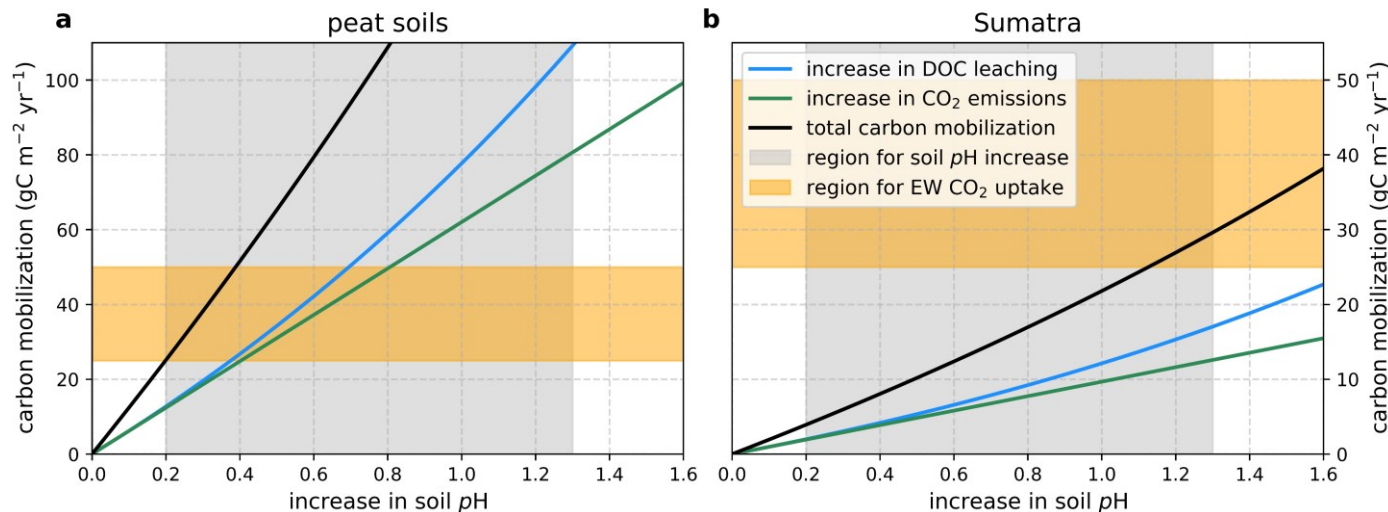 a
peat soils
carbon mobilization (gC m⁻² yr⁻¹)
100
80
60
40
20
0
0.0 0.2 0.4 0.6 0.8 1.0 1.2 1.4 1.6
increase in soil pH
b
Sumatra
increase in DOC leaching
increase in CO₂ emissions
total carbon mobilization
region for soil pH increase
region for EW CO₂ uptake
50
40
30
20
10
0
carbon mobilization (gC m⁻² yr⁻¹)
0.0 0.2 0.4 0.6 0.8 1.0 1.2 1.4 1.6
increase in soil pH